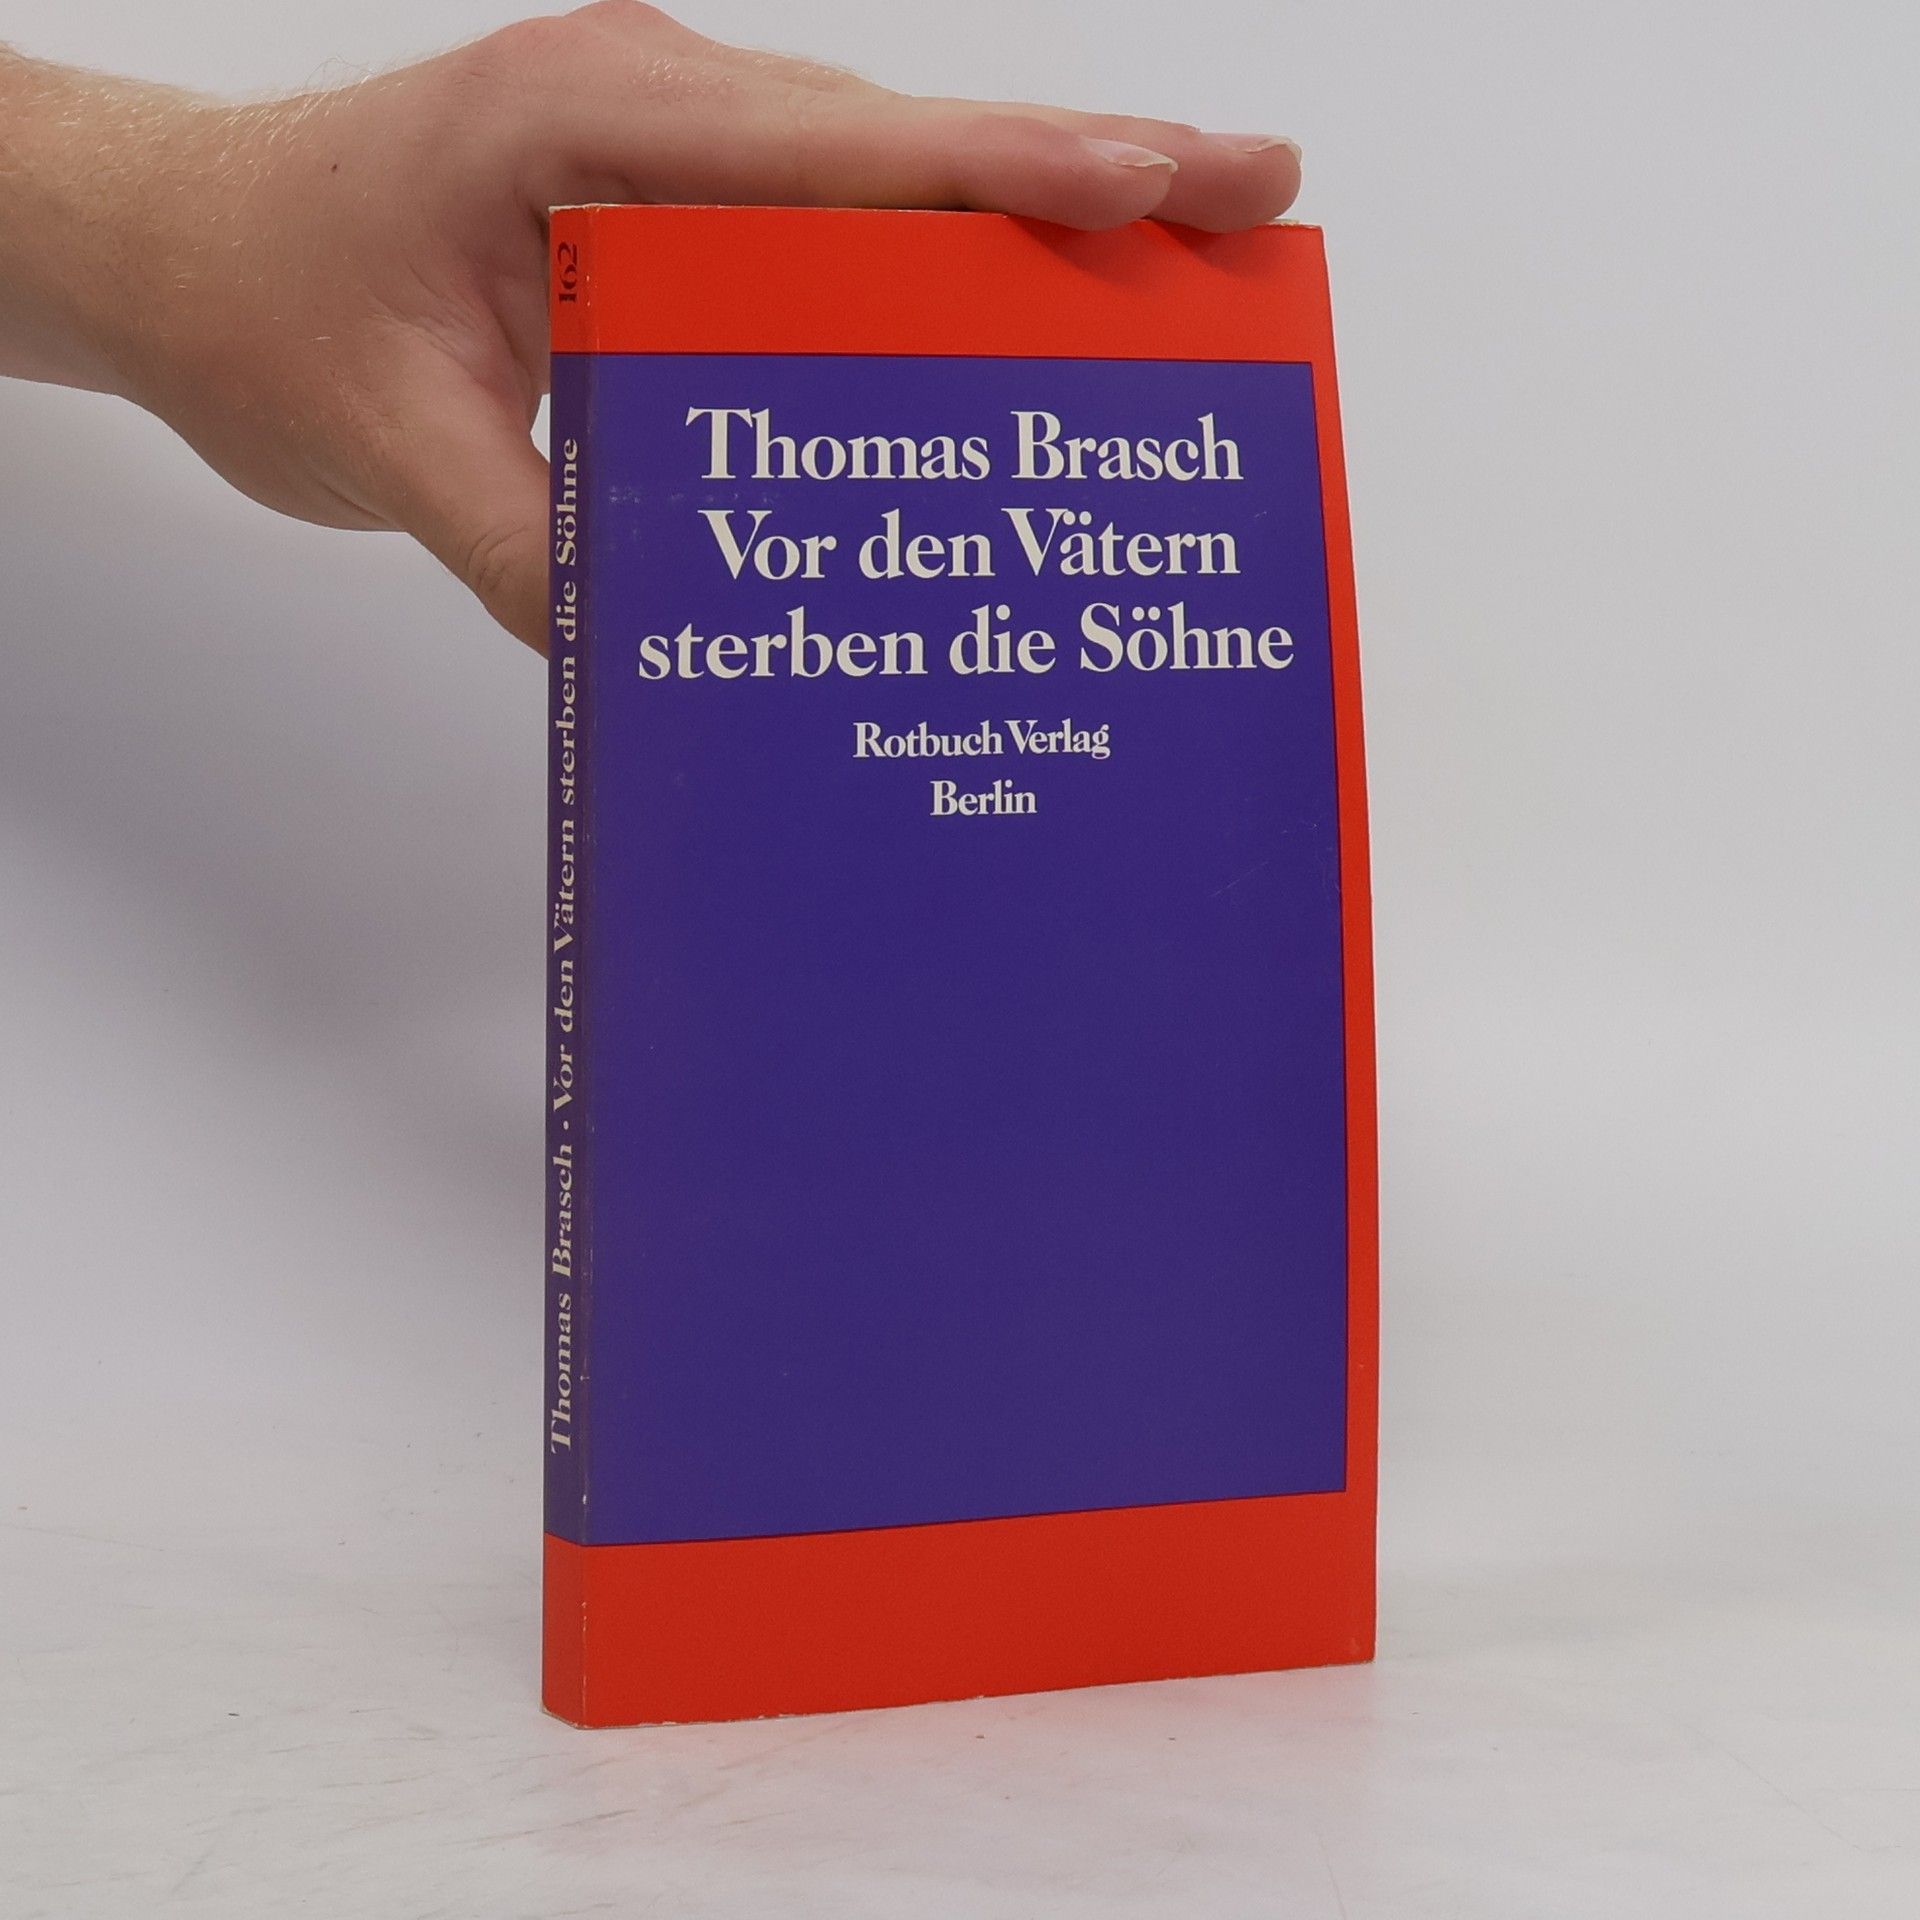 162
Thomas Brasch · Vor den Vätern sterben die Söhne
Thomas Brasch
Vor den Vätern
sterben die Söhne
Rotbuch Verlag
Berlin